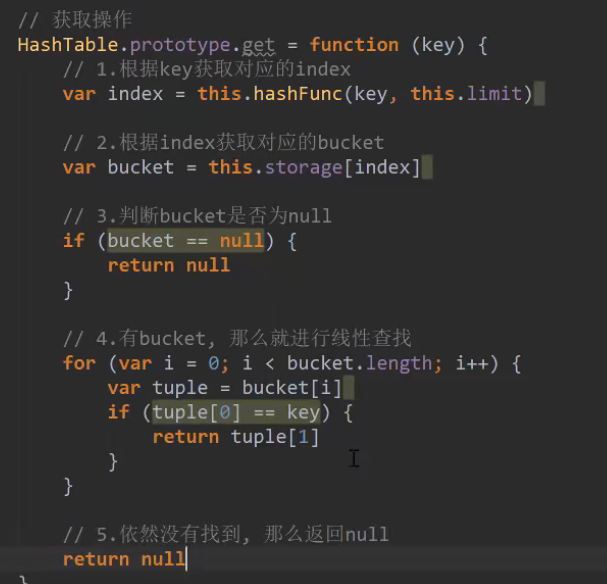 // 获取操作
HashTable.prototype.get = function (key) {
// 1.根据key获取对应的index
var index = this.hashFunc(key, this.limit)
// 2.根据index获取对应的bucket
var bucket = this.storage[index]
// 3.判断bucket是否为null
if (bucket == null) {
return null
}
// 4.有bucket, 那么就进行线性查找
for (var i = 0; i < bucket.length; i++) {
var tuple = bucket[i]
if (tuple[0] == key) {
return tuple[1]
}
}
// 5.依然没有找到, 那么返回null
return null
}